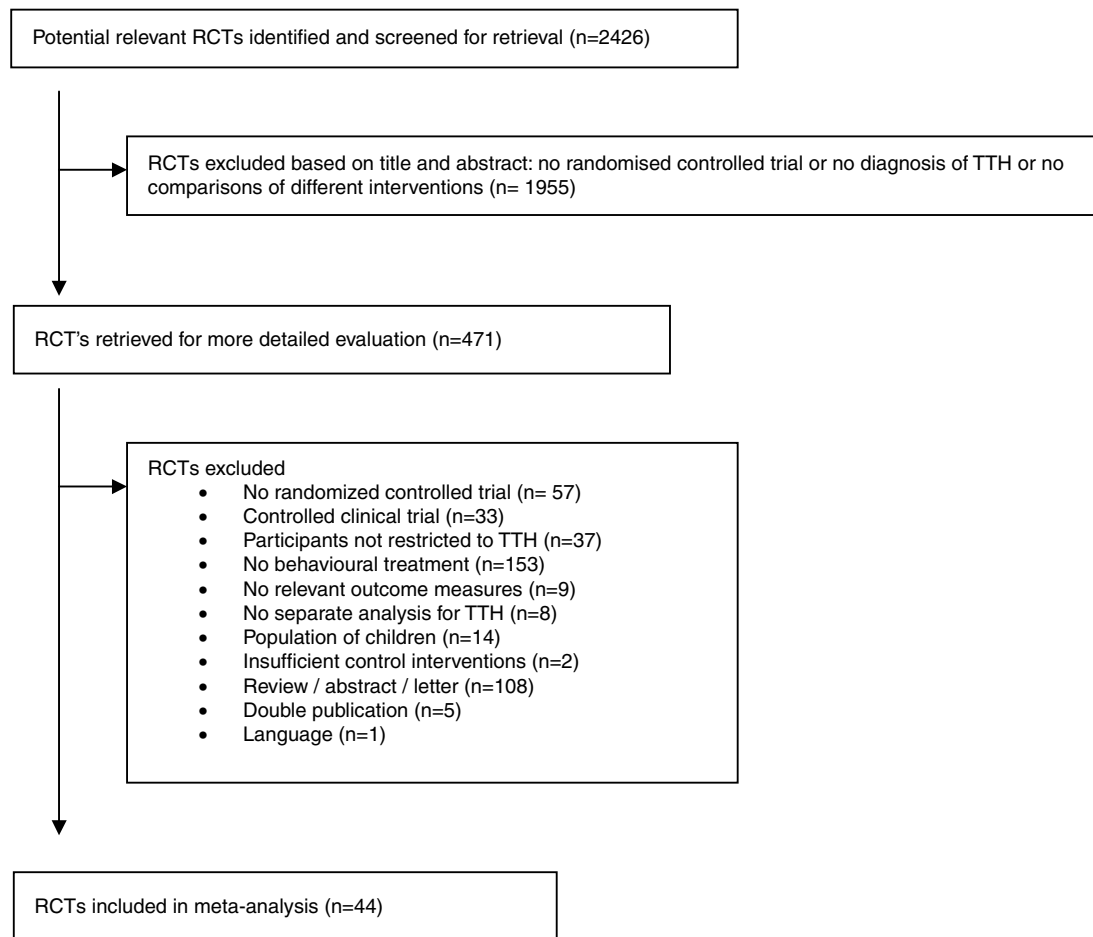 Potential relevant RCTs identified and screened for retrieval (n=2426)
RCTs excluded based on title and abstract: no randomised controlled trial or no diagnosis of TTH or no
comparisons of different interventions (n= 1955)
RCT's retrieved for more detailed evaluation (n=471)
RCTs excluded
• No randomized controlled trial (n= 57)
• Controlled clinical trial (n=33)
• Participants not restricted to TTH (n=37)
• No behavioural treatment (n=153)
• No relevant outcome measures (n=9)
• No separate analysis for TTH (n=8)
• Population of children (n=14)
• Insufficient control interventions (n=2)
• Review / abstract / letter (n=108)
• Double publication (n=5)
• Language (n=1)
RCTs included in meta-analysis (n=44)